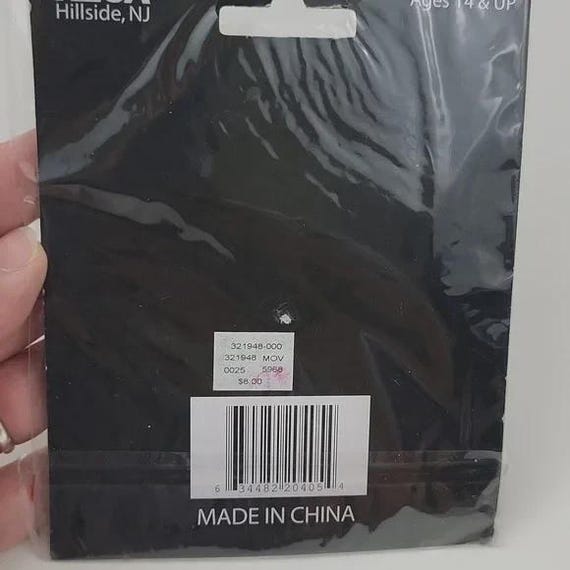 Hillside, NJ
Ages 14 & UP
321948-000
321948 MOV
0025 5968
$6.00
6 34482 20405 4
MADE IN CHINA